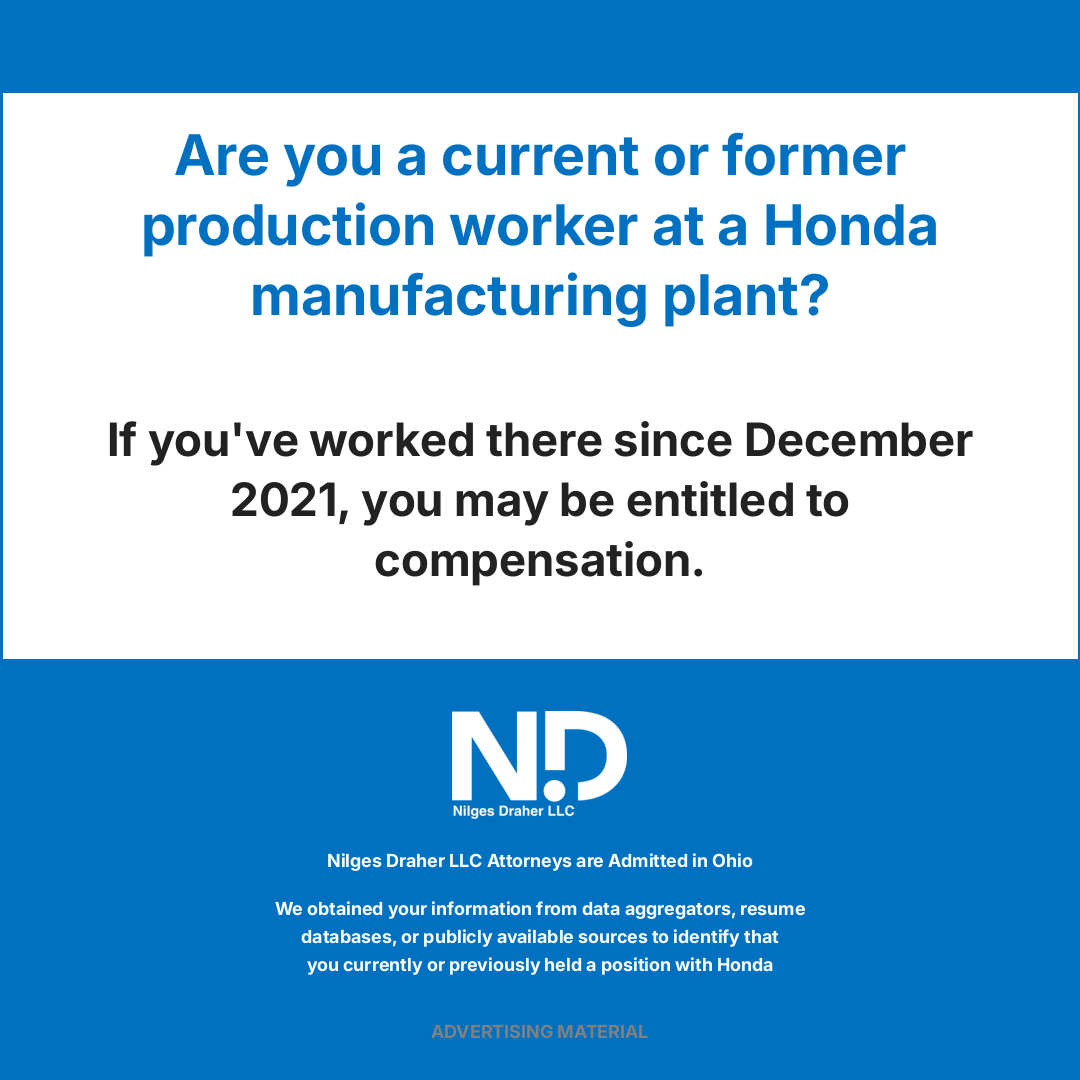 Are you a current or former
production worker at a Honda
manufacturing plant?
If you've worked there since December
2021, you may be entitled to
compensation.
ND
Nilges Draher LLC
Nilges Draher LLC Attorneys are Admitted in Ohio
We obtained your information from data aggregators, resume
databases, or publicly available sources to identify that
you currently or previously held a position with Honda
ADVERTISING MATERIAL